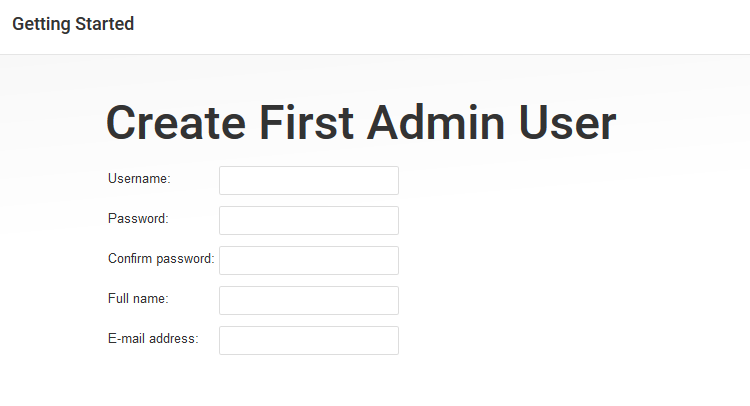 Getting Started
Create First Admin User
Username:
Password:
Confirm password:
Full name:
E-mail address: